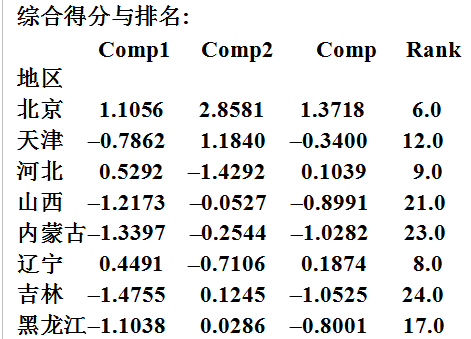 综合得分与排名:
Comp1 Comp2 Comp Rank
地区
北京 1.1056 2.8581 1.3718 6.0
天津 –0.7862 1.1840 –0.3400 12.0
河北 0.5292 –1.4292 0.1039 9.0
山西 –1.2173 –0.0527 –0.8991 21.0
内蒙古–1.3397 –0.2544 –1.0282 23.0
辽宁 0.4491 –0.7106 0.1874 8.0
吉林 –1.4755 0.1245 –1.0525 24.0
黑龙江–1.1038 0.0286 –0.8001 17.0